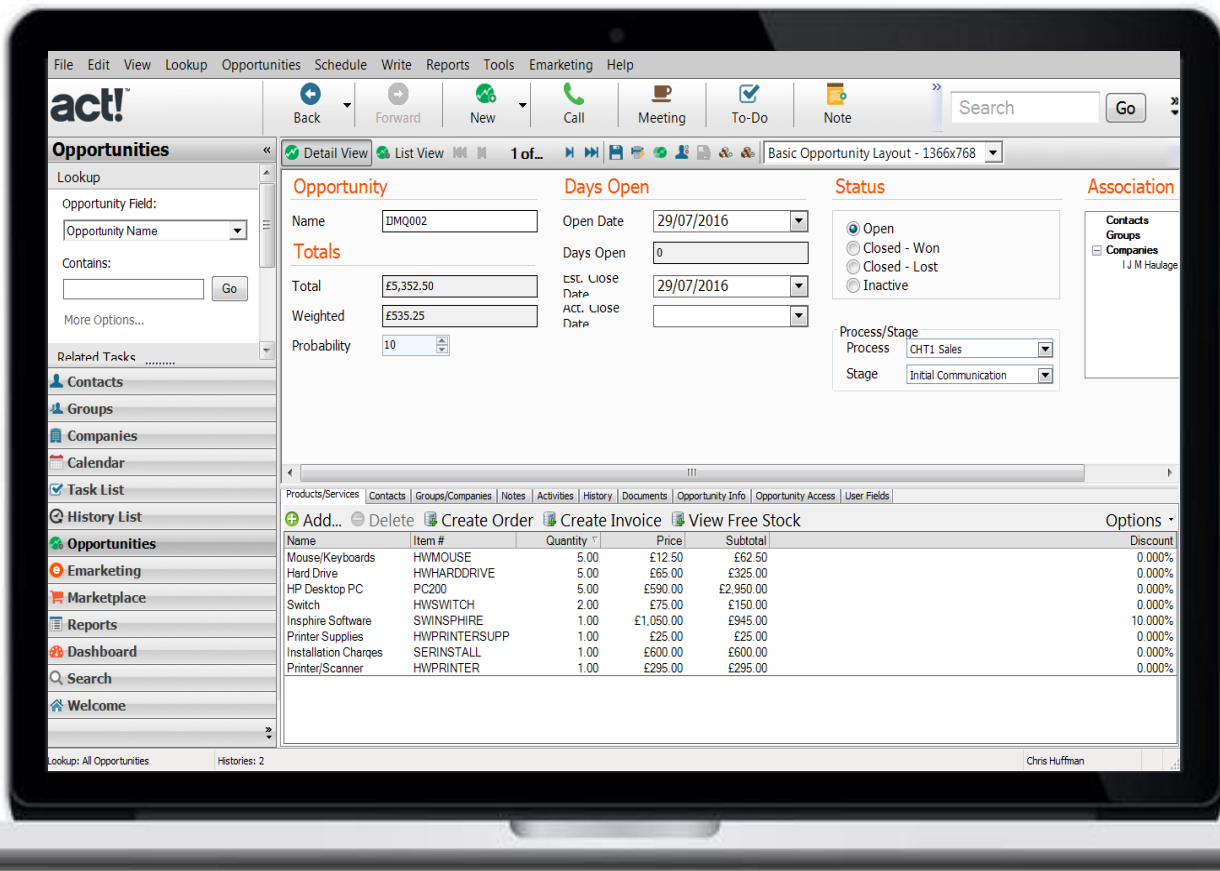 File Edit View Lookup Opportunities Schedule Write Reports Tools Emarketing Help
act!™
Back Forward New Call Meeting To-Do Note Search Go
Opportunities
Detail View List View 1 of... Basic Opportunity Layout - 1366x768
Lookup
Opportunity Field:
Opportunity Name
Contains:
Go
More Options...
Related Tasks
Contacts
Groups
Companies
Calendar
Task List
History List
Opportunities
Emarketing
Marketplace
Reports
Dashboard
Search
Welcome
Opportunity
Name IJMQ002
Totals
Total £5,352.50
Weighted £535.25
Probability 10
Days Open
Open Date 29/07/2016
Days Open 0
Est. Close
Date 29/07/2016
Act. Close
Date
Status
Open
Closed - Won
Closed - Lost
Inactive
Process/Stage
Process CHT1 Sales
Stage Initial Communication
Association
Contacts
Groups
Companies
I J M Haulage
Products/Services Contacts Groups/Companies Notes Activities History Documents Opportunity Info Opportunity Access User Fields
Add... Delete Create Order Create Invoice View Free Stock Options
Name Item # Quantity Price Subtotal Discount
Mouse/Keyboards HWMOUSE 5.00 £12.50 £62.50 0.000%
Hard Drive HWHARDDRIVE 5.00 £65.00 £325.00 0.000%
HP Desktop PC PC200 5.00 £590.00 £2,950.00 0.000%
Switch HWSWITCH 2.00 £75.00 £150.00 0.000%
Insphire Software SWINSPHIRE 1.00 £1,050.00 £945.00 10.000%
Printer Supplies HWPRINTERSUPP 1.00 £25.00 £25.00 0.000%
Installation Charges SERINSTALL 1.00 £600.00 £600.00 0.000%
Printer/Scanner HWPRINTER 1.00 £295.00 £295.00 0.000%
Lookup: All Opportunities Histories: 2 Chris Huffman